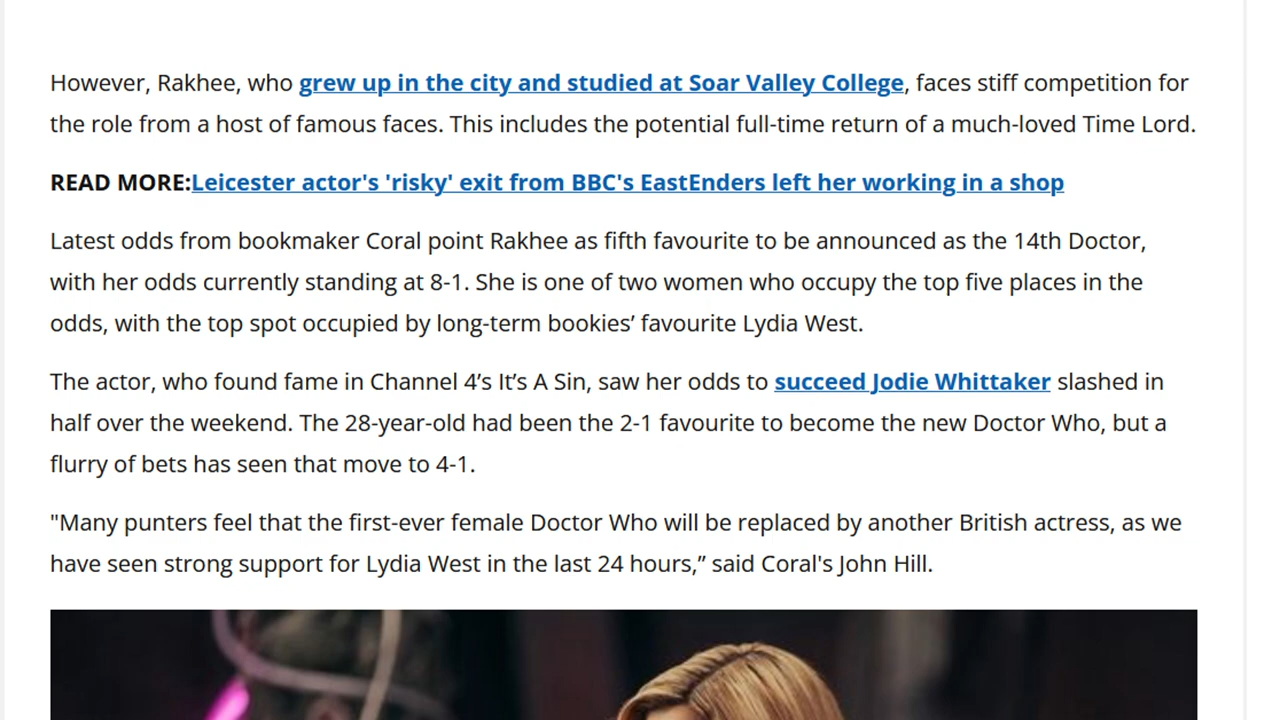 However, Rakhee, who grew up in the city and studied at Soar Valley College, faces stiff competition for
the role from a host of famous faces. This includes the potential full-time return of a much-loved Time Lord.
READ MORE:Leicester actor's 'risky' exit from BBC's EastEnders left her working in a shop
Latest odds from bookmaker Coral point Rakhee as fifth favourite to be announced as the 14th Doctor,
with her odds currently standing at 8-1. She is one of two women who occupy the top five places in the
odds, with the top spot occupied by long-term bookies’ favourite Lydia West.
The actor, who found fame in Channel 4’s It’s A Sin, saw her odds to succeed Jodie Whittaker slashed in
half over the weekend. The 28-year-old had been the 2-1 favourite to become the new Doctor Who, but a
flurry of bets has seen that move to 4-1.
"Many punters feel that the first-ever female Doctor Who will be replaced by another British actress, as we
have seen strong support for Lydia West in the last 24 hours,” said Coral's John Hill.